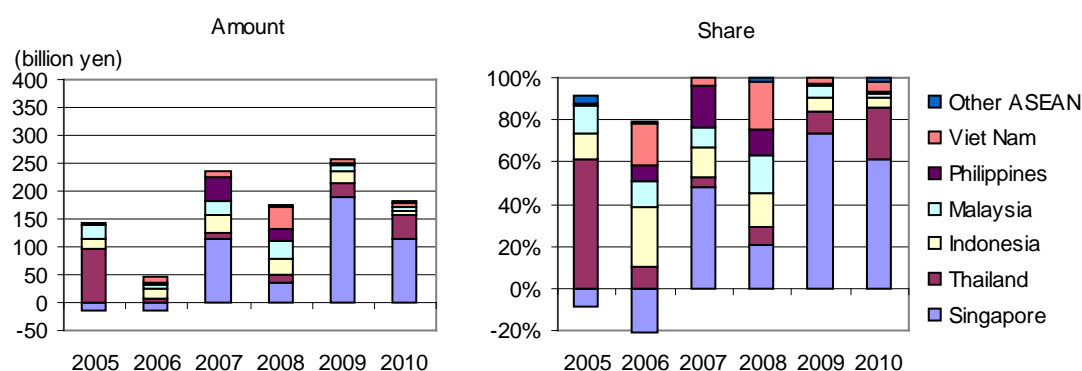 Amount
(billion yen)
400
350
300
250
200
150
100
50
0
-50
2005 2006 2007 2008 2009 2010
Share
100%
80%
60%
40%
20%
0%
-20%
2005 2006 2007 2008 2009 2010
Other ASEAN
Viet Nam
Philippines
Malaysia
Indonesia
Thailand
Singapore